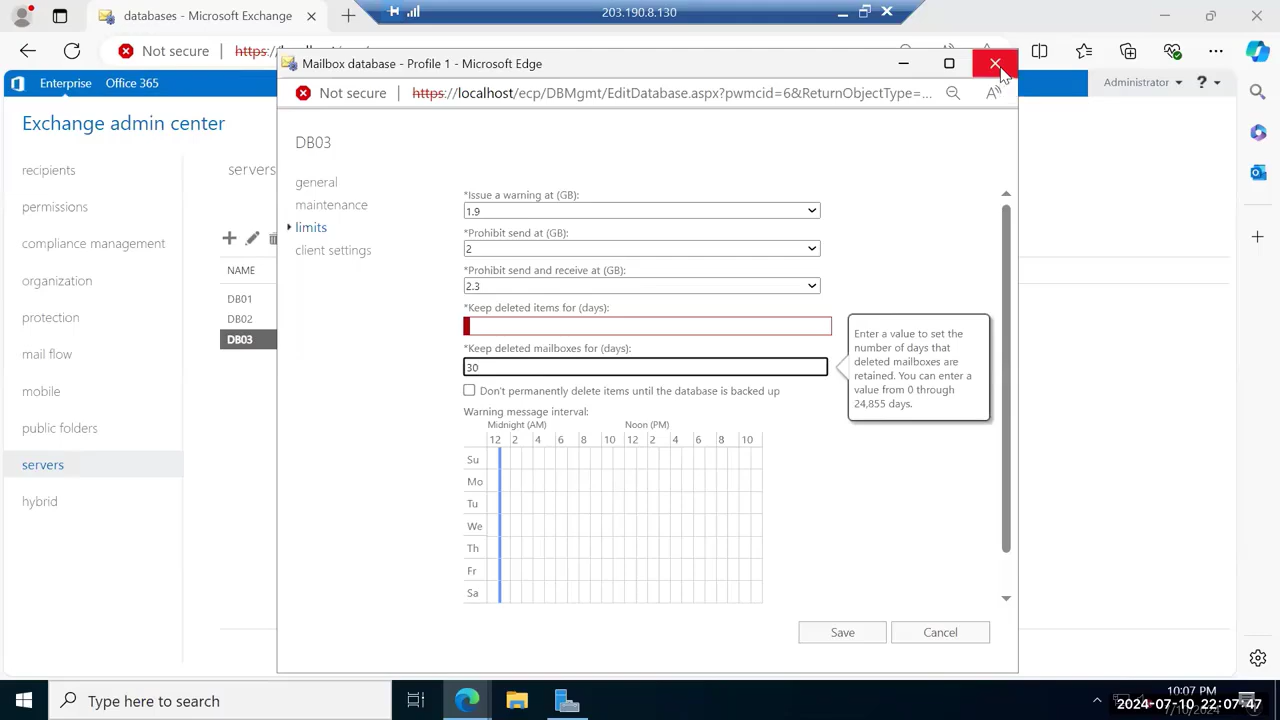 databases - Microsoft Exchange
203.190.8.130
Not secure
https://
Mailbox database - Profile 1 - Microsoft Edge
Not secure | https://localhost/ecp/DBMgmt/EditDatabase.aspx?pwmcid=6&ReturnObjectType=...
Enterprise Office 365
Administrator ?
Exchange admin center
recipients
permissions
compliance management
organization
protection
mail flow
mobile
public folders
servers
hybrid
servers
NAME
DB01
DB02
DB03
DB03
general
maintenance
limits
client settings
*Issue a warning at (GB):
1.9
*Prohibit send at (GB):
2
*Prohibit send and receive at (GB):
2.3
*Keep deleted items for (days):
*Keep deleted mailboxes for (days):
30
Enter a value to set the
number of days that
deleted mailboxes are
retained. You can enter a
value from 0 through
24,855 days.
Don't permanently delete items until the database is backed up
Warning message interval:
Midnight (AM) Noon (PM)
12 2 4 6 8 10 12 2 4 6 8 10
Su
Mo
Tu
We
Th
Fr
Sa
Save Cancel
Type here to search
10:07 PM
2024-07-10 22:07:47